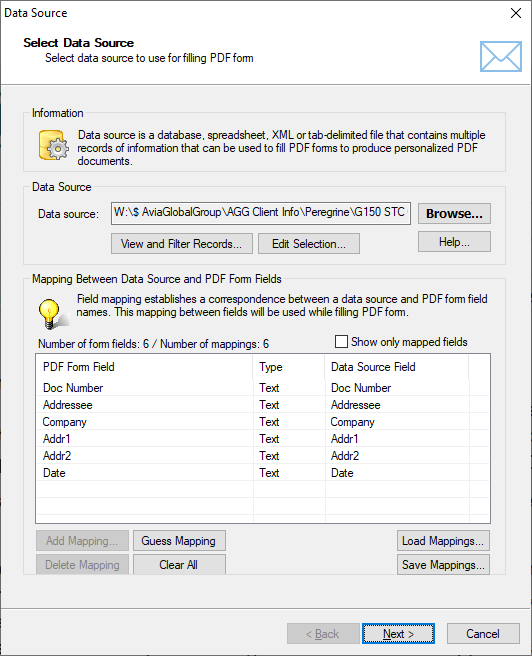 Data Source
Select Data Source
Select data source to use for filling PDF form
Information
Data source is a database, spreadsheet, XML or tab-delimited file that contains multiple
records of information that can be used to fill PDF forms to produce personalized PDF
documents.
Data Source
Data source: W:\$ AviaGlobalGroup\AGG Client Info\Peregrine\G150 STC Browse...
View and Filter Records... Edit Selection... Help...
Mapping Between Data Source and PDF Form Fields
Field mapping establishes a correspondence between a data source and PDF form field
names. This mapping between fields will be used while filling PDF form.
Number of form fields: 6 / Number of mappings: 6 Show only mapped fields
PDF Form Field Type Data Source Field
Doc Number Text Doc Number
Addressee Text Addressee
Company Text Company
Addr1 Text Addr1
Addr2 Text Addr2
Date Text Date
Add Mapping... Guess Mapping Load Mappings...
Delete Mapping Clear All Save Mappings...
< Back Next > Cancel